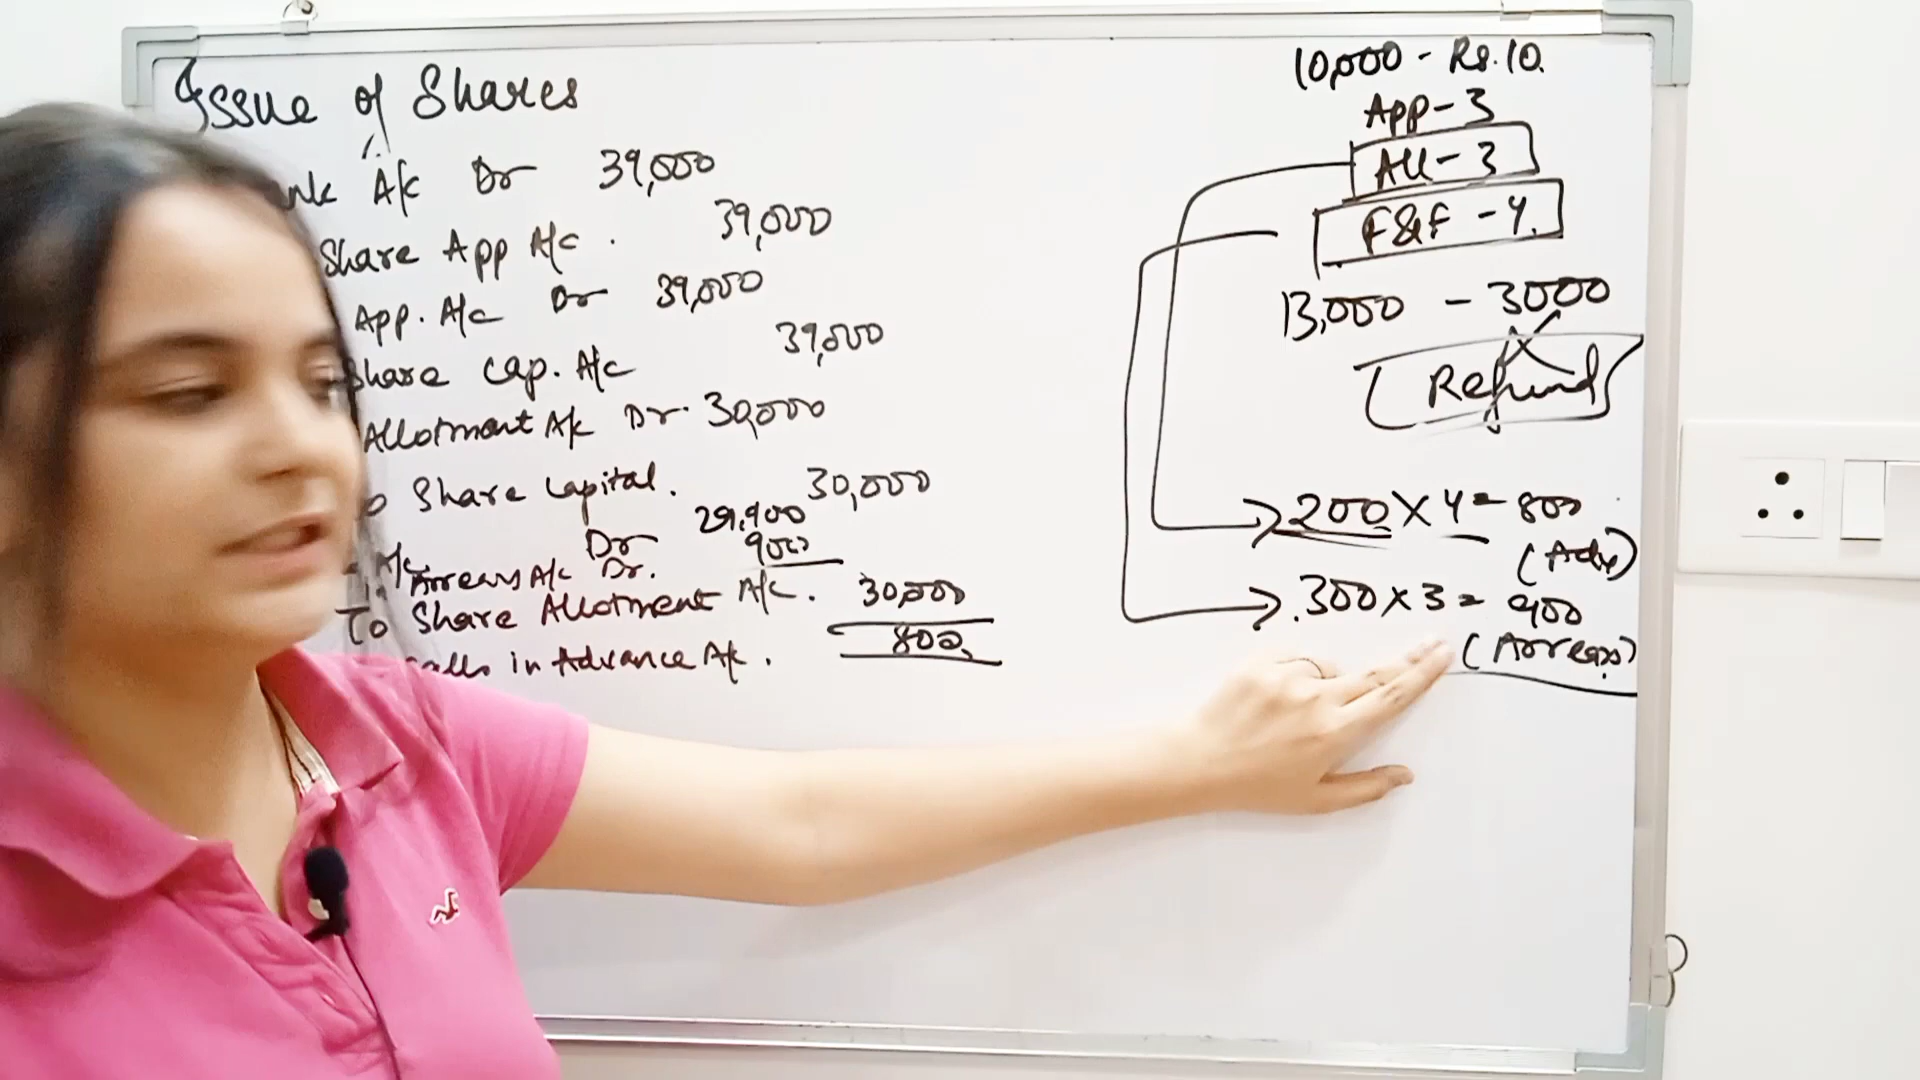 Issue of Shares
nk A/c Dr 39,000
Share App A/c . 39,000
App. A/c Dr 39,000
Share Cap. A/c 39,000
Allotment A/c Dr. 30,000
o Share Capital. 30,000
A/c Dr 29,900
in Arrears A/c Dr. 900
To Share Allotment A/c. 30,000
calls in Advance A/c. 800
10,000 - Rs.10.
App - 3
All - 3
F&F - 4.
13,000 - 3000
Refund
200 X 4 = 800
(Adv)
300 X 3 = 900
(Arrears)